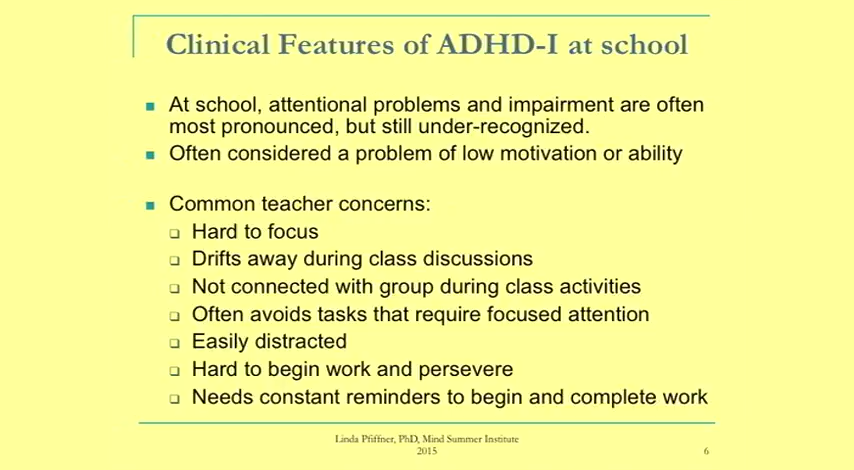 Clinical Features of ADHD-I at school
At school, attentional problems and impairment are often
most pronounced, but still under-recognized.
Often considered a problem of low motivation or ability
Common teacher concerns:
Hard to focus
Drifts away during class discussions
Not connected with group during class activities
Often avoids tasks that require focused attention
Easily distracted
Hard to begin work and persevere
Needs constant reminders to begin and complete work
Linda Pfiffner, PhD, Mind Summer Institute
2015
6